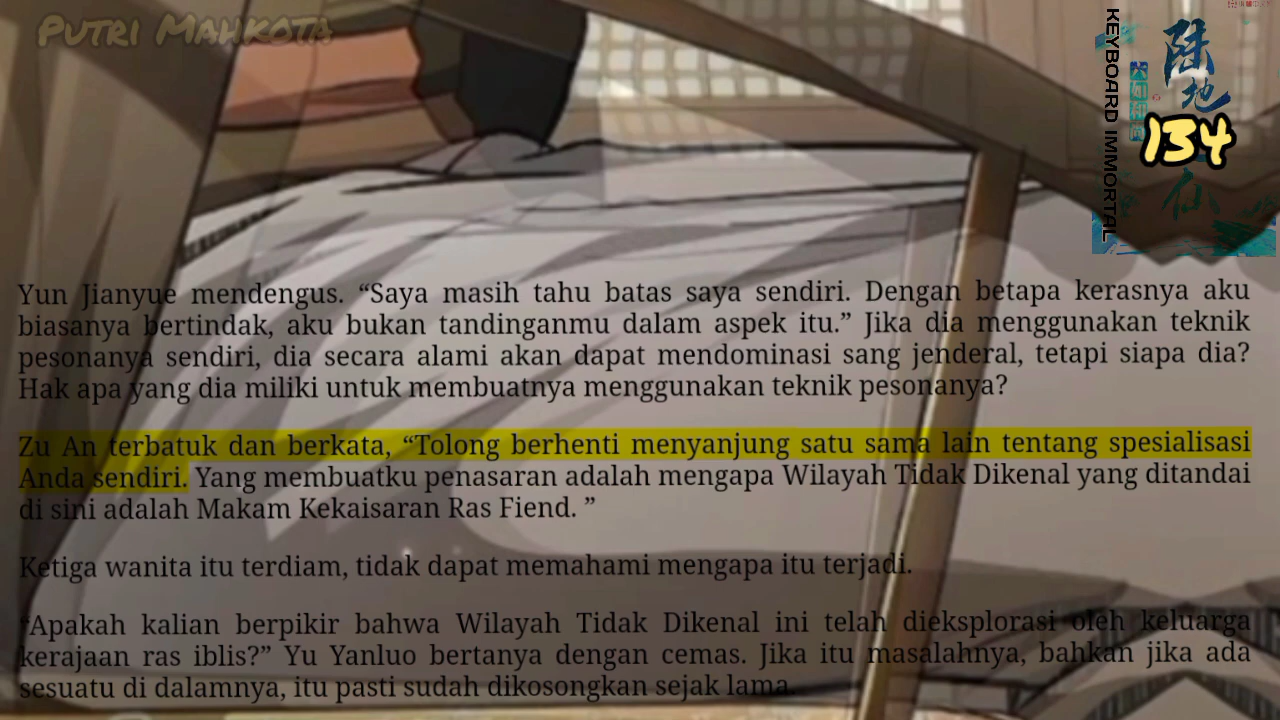 Putri Mahkota
KEYBOARD IMMORTAL
陆地
134
仙
Yun Jianyue mendengus. “Saya masih tahu batas saya sendiri. Dengan betapa kerasnya aku
biasanya bertindak, aku bukan tandinganmu dalam aspek itu.” Jika dia menggunakan teknik
pesonanya sendiri, dia secara alami akan dapat mendominasi sang jenderal, tetapi siapa dia?
Hak apa yang dia miliki untuk membuatnya menggunakan teknik pesonanya?
Zu An terbatuk dan berkata, “Tolong berhenti menyanjung satu sama lain tentang spesialisasi
Anda sendiri. Yang membuatku penasaran adalah mengapa Wilayah Tidak Dikenal yang ditandai
di sini adalah Makam Kekaisaran Ras Fiend. ”
Ketiga wanita itu terdiam, tidak dapat memahami mengapa itu terjadi.
“Apakah kalian berpikir bahwa Wilayah Tidak Dikenal ini telah dieksplorasi oleh keluarga
kerajaan ras iblis?” Yu Yanluo bertanya dengan cemas. Jika itu masalahnya, bahkan jika ada
sesuatu di dalamnya, itu pasti sudah dikosongkan sejak lama.